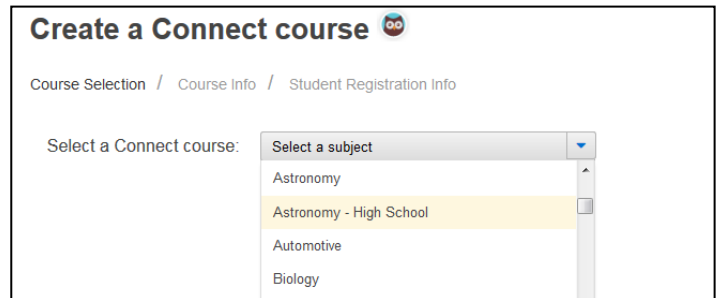 Create a Connect course
Course Selection / Course Info / Student Registration Info
Select a Connect course: Select a subject
Astronomy
Astronomy - High School
Automotive
Biology